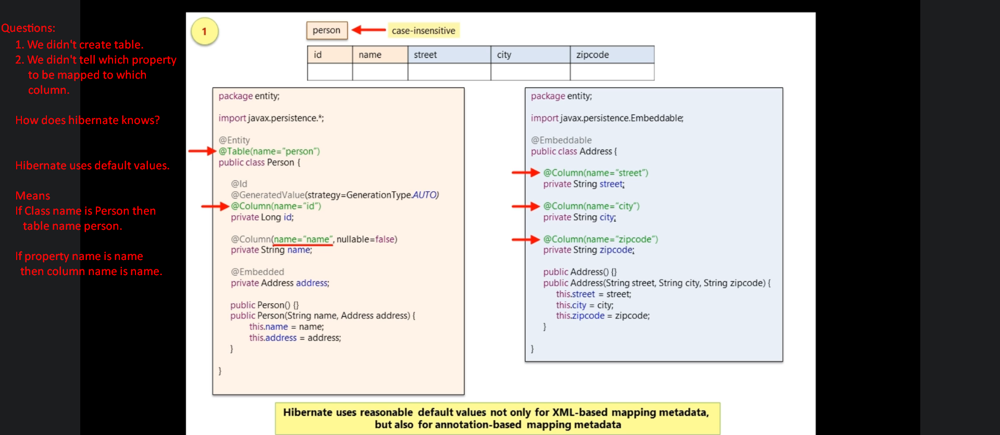 Questions:
1. We didn't create table.
2. We didn't tell which property
to be mapped to which
column.
How does hibernate knows?
Hibernate uses default values.
Means
If Class name is Person then
table name person.
If property name is name
then column name is name.
1
person
case-insensitive
id name street city zipcode
package entity;
import javax.persistence.*;
@Entity
@Table(name="person")
public class Person {
@Id
@GeneratedValue(strategy=GenerationType.AUTO)
@Column(name="id")
private Long id;
@Column(name="name", nullable=false)
private String name;
@Embedded
private Address address;
public Person() {}
public Person(String name, Address address) {
this.name = name;
this.address = address;
}
}
package entity;
import javax.persistence.Embeddable;
@Embeddable
public class Address {
@Column(name="street")
private String street;
@Column(name="city")
private String city;
@Column(name="zipcode")
private String zipcode;
public Address() {}
public Address(String street, String city, String zipcode) {
this.street = street;
this.city = city;
this.zipcode = zipcode;
}
}
Hibernate uses reasonable default values not only for XML-based mapping metadata,
but also for annotation-based mapping metadata